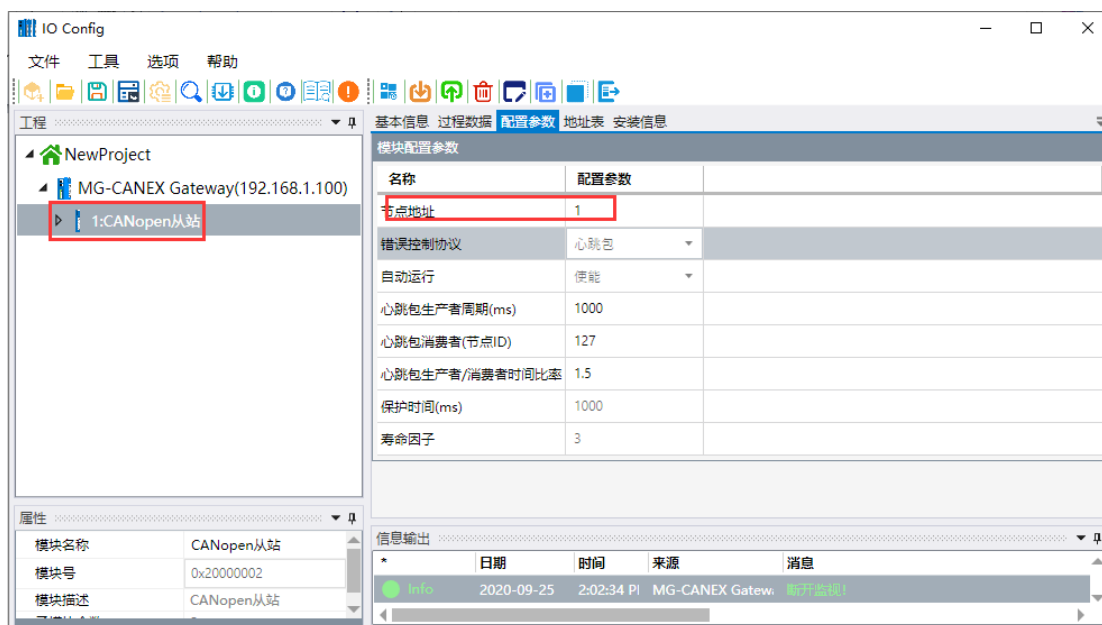 IO Config
文件 工具 选项 帮助
工程
NewProject
MG-CANEX Gateway(192.168.1.100)
1:CANopen从站
基本信息 过程数据 配置参数 地址表 安装信息
模块配置参数
名称 配置参数
节点地址 1
错误控制协议 心跳包
自动运行 使能
心跳包生产者周期(ms) 1000
心跳包消费者(节点ID) 127
心跳包生产者/消费者时间比率 1.5
保护时间(ms) 1000
寿命因子 3
属性
模块名称 CANopen从站
模块号 0x20000002
模块描述 CANopen从站
信息输出
* 日期 时间 来源 消息
Info 2020-09-25 2:02:34 P MG-CANEX Gatew 断开监视!